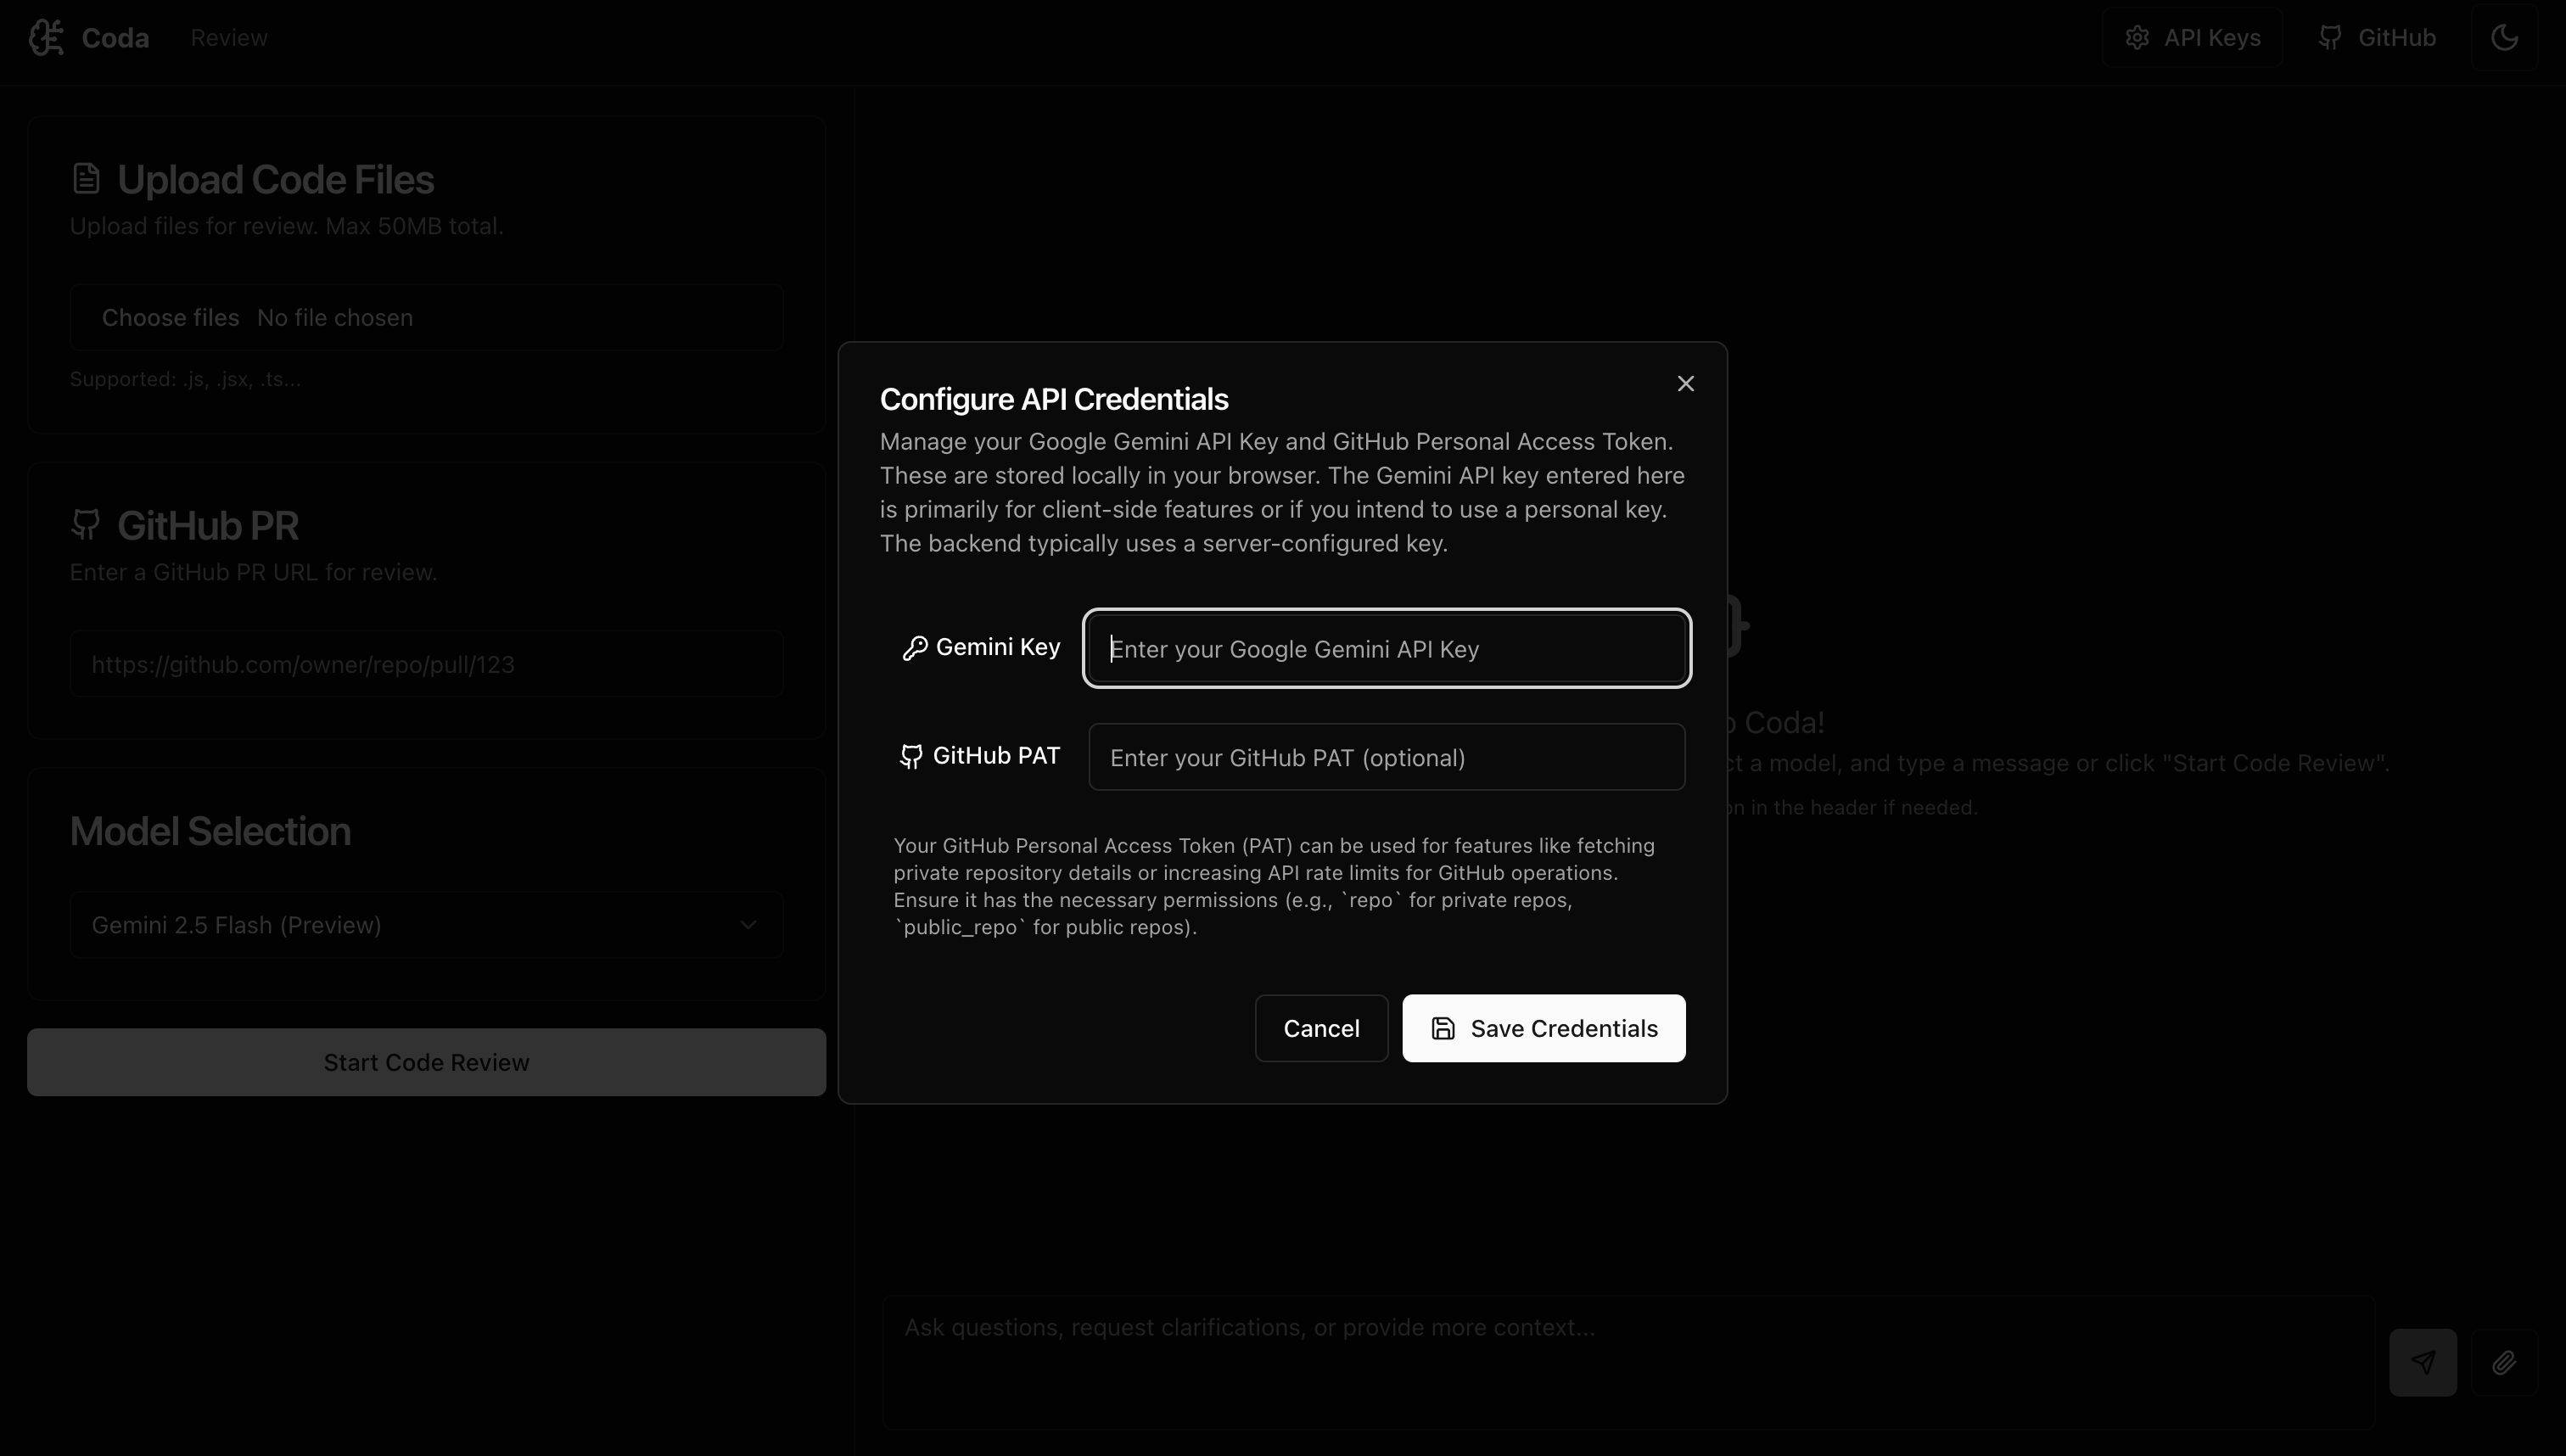 Coda
Review
API Keys
GitHub
Upload Code Files
Upload files for review. Max 50MB total.
Choose files No file chosen
Supported: .js, .jsx, .ts...
GitHub PR
Enter a GitHub PR URL for review.
https://github.com/owner/repo/pull/123
Model Selection
Gemini 2.5 Flash (Preview)
Start Code Review
Configure API Credentials
Manage your Google Gemini API Key and GitHub Personal Access Token.
These are stored locally in your browser. The Gemini API key entered here
is primarily for client-side features or if you intend to use a personal key.
The backend typically uses a server-configured key.
Gemini Key
Enter your Google Gemini API Key
GitHub PAT
Enter your GitHub PAT (optional)
Your GitHub Personal Access Token (PAT) can be used for features like fetching
private repository details or increasing API rate limits for GitHub operations.
Ensure it has the necessary permissions (e.g., `repo` for private repos,
`public_repo` for public repos).
Cancel
Save Credentials
Coda!
a model, and type a message or click "Start Code Review".
in the header if needed.
Ask questions, request clarifications, or provide more context...